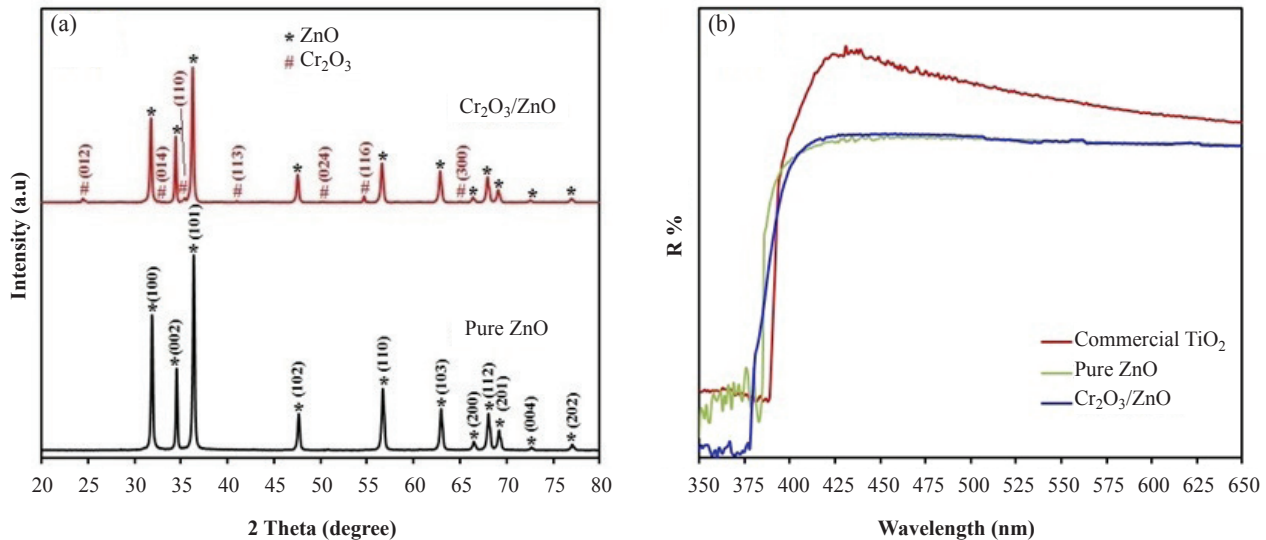 (a)
* ZnO
# Cr₂O₃
Cr₂O₃/ZnO
# (012)
*
# (014)
*
# (110)
*
# (113)
*
# (024)
# (116)
*
*
# (300)
*
*
*
*
*
Pure ZnO
* (100)
* (002)
* (101)
* (102)
* (110)
* (103)
* (200)
* (112)
* (201)
* (004)
* (202)
Intensity (a.u)
20 25 30 35 40 45 50 55 60 65 70 75 80
2 Theta (degree)
(b)
R %
Commercial TiO₂
Pure ZnO
Cr₂O₃/ZnO
350 375 400 425 450 475 500 525 550 575 600 625 650
Wavelength (nm)